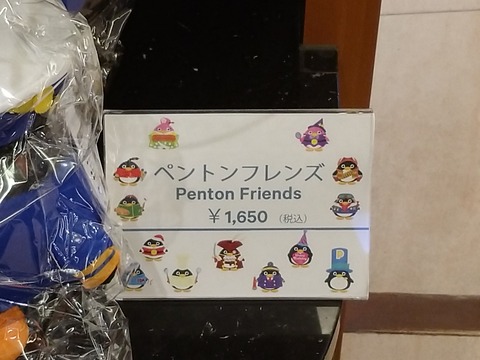 ペントンフレンズ
Penton Friends
￥1,650 (税込)
P